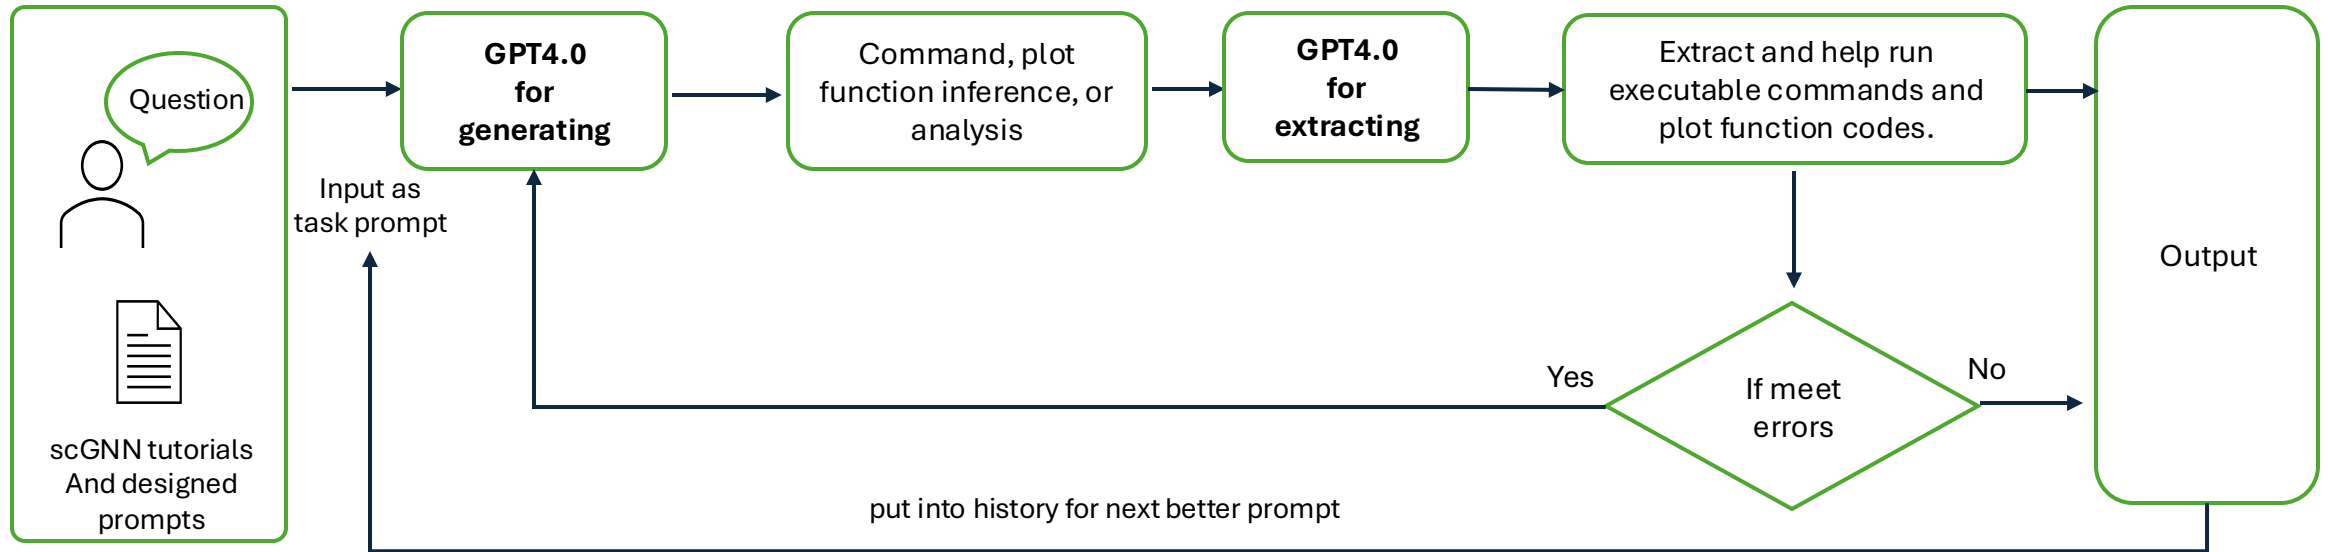 Question
scGNN tutorials
And designed
prompts
Input as
task prompt
GPT4.0
for
generating
Command, plot
function inference, or
analysis
GPT4.0
for
extracting
Extract and help run
executable commands and
plot function codes.
If meet
errors
Yes
No
Output
put into history for next better prompt